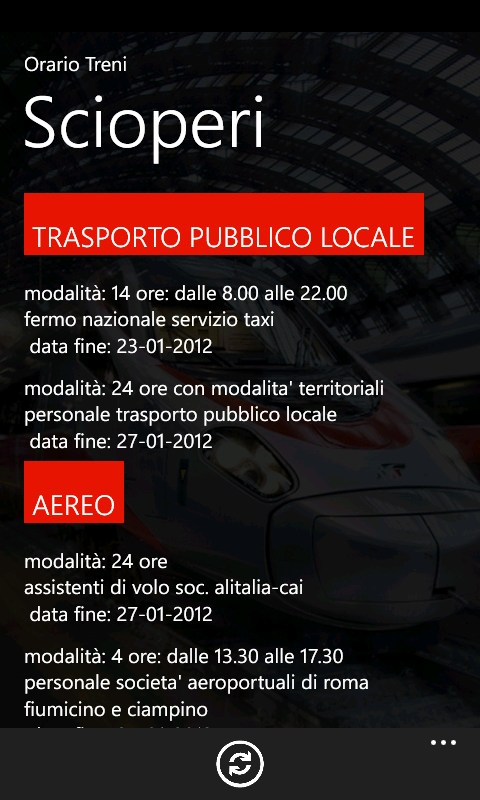 Orario Treni
Scioperi
TRASPORTO PUBBLICO LOCALE
modalità: 14 ore: dalle 8.00 alle 22.00
fermo nazionale servizio taxi
data fine: 23-01-2012
modalità: 24 ore con modalita' territoriali
personale trasporto pubblico locale
data fine: 27-01-2012
AEREO
modalità: 24 ore
assistenti di volo soc. alitalia-cai
data fine: 27-01-2012
modalità: 4 ore: dalle 13.30 alle 17.30
personale societa' aeroportuali di roma
fiumicino e ciampino